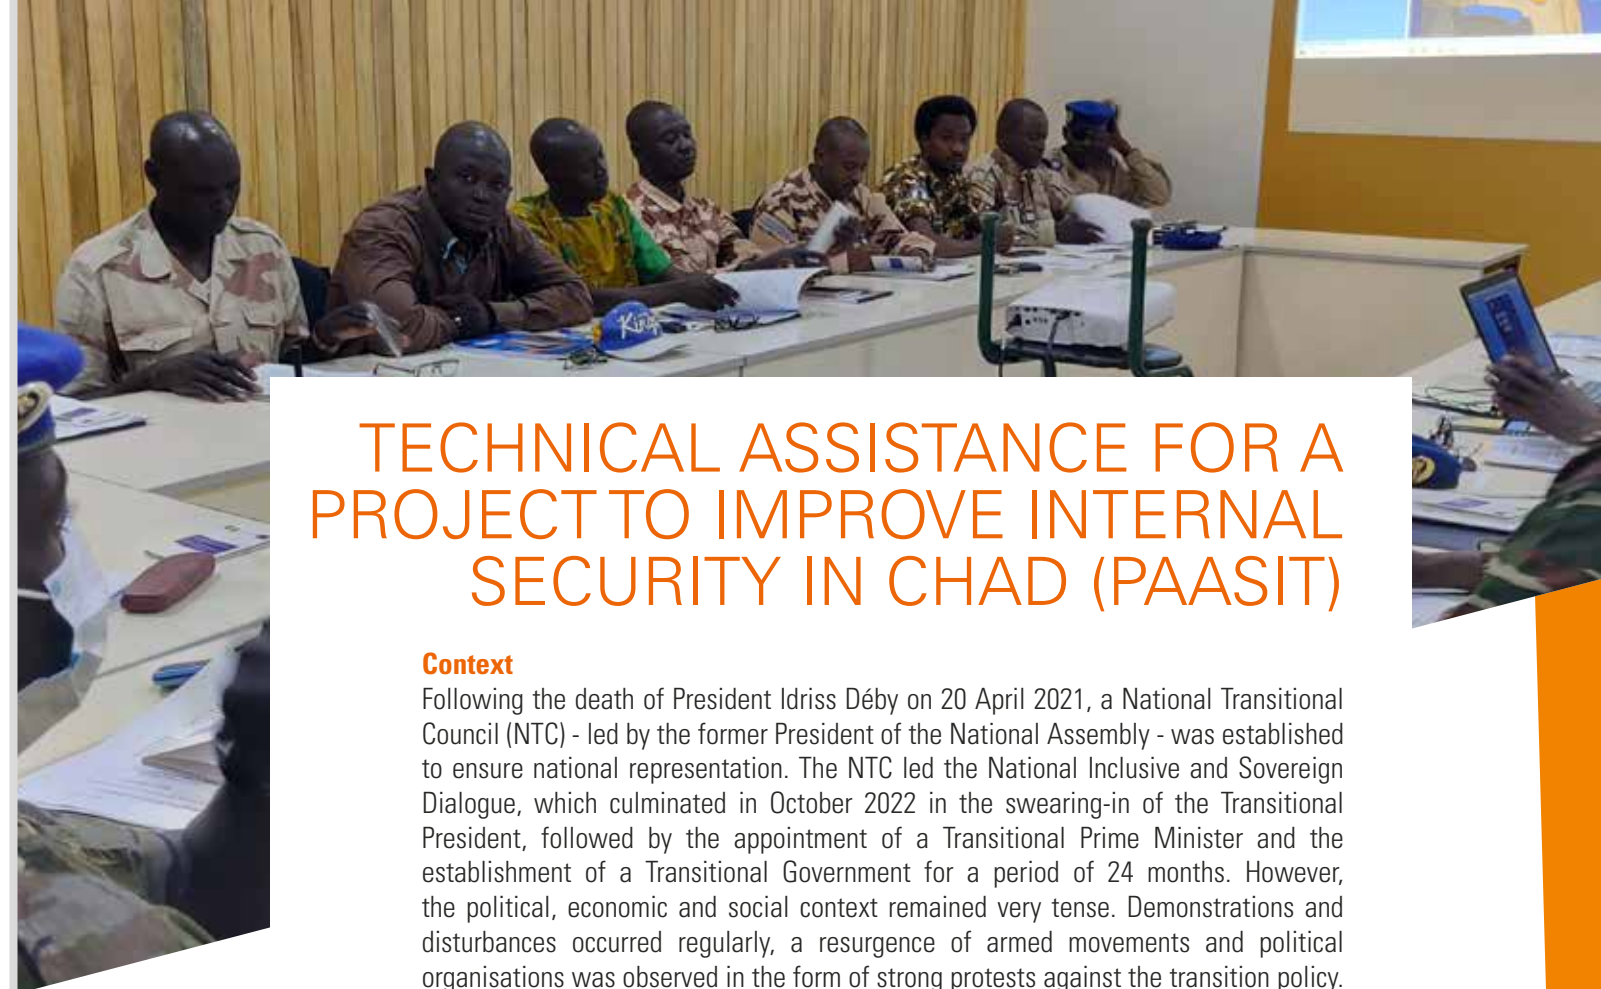 King
TECHNICAL ASSISTANCE FOR A
PROJECT TO IMPROVE INTERNAL
SECURITY IN CHAD (PAASIT)
Context
Following the death of President Idriss Déby on 20 April 2021, a National Transitional
Council (NTC) - led by the former President of the National Assembly - was established
to ensure national representation. The NTC led the National Inclusive and Sovereign
Dialogue, which culminated in October 2022 in the swearing-in of the Transitional
President, followed by the appointment of a Transitional Prime Minister and the
establishment of a Transitional Government for a period of 24 months. However,
the political, economic and social context remained very tense. Demonstrations and
disturbances occurred regularly, a resurgence of armed movements and political
organisations was observed in the form of strong protests against the transition policy.